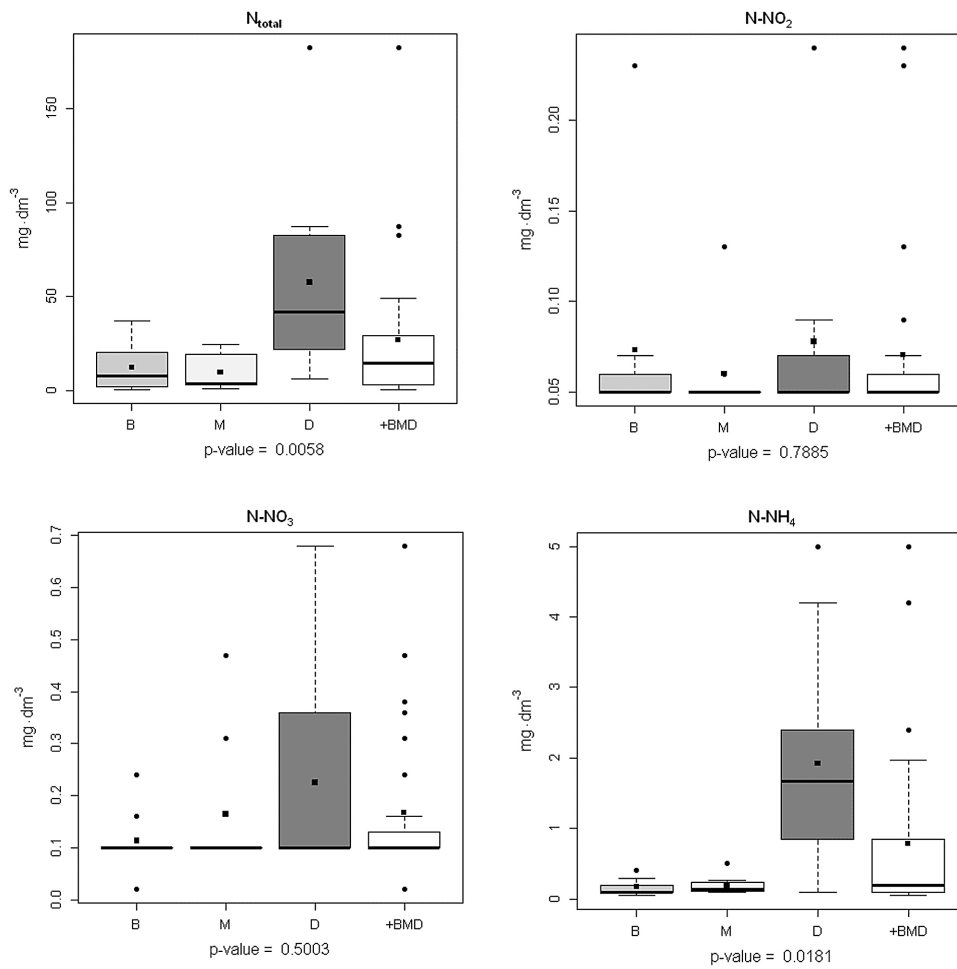 N_total
N-NO₂
mg·dm⁻³
150
100
50
0
B M D +BMD
p-value = 0.0058
mg·dm⁻³
0.20
0.15
0.10
0.05
B M D +BMD
p-value = 0.7885
N-NO₃
N-NH₄
mg·dm⁻³
0.7
0.6
0.5
0.4
0.3
0.2
0.1
0.0
B M D +BMD
p-value = 0.5003
mg·dm⁻³
5
4
3
2
1
0
B M D +BMD
p-value = 0.0181